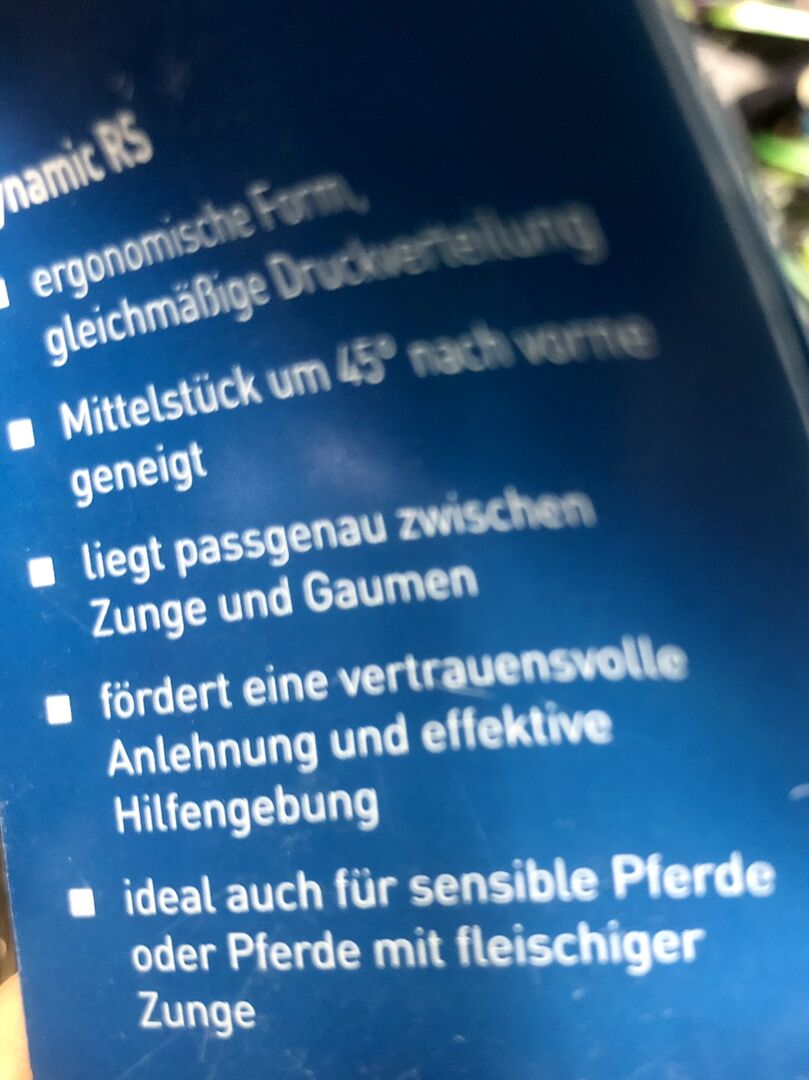 ynamic RS
ergonomische Form,
gleichmäßige Druckverteilung
Mittelstück um 45° nach vorne
geneigt
liegt passgenau zwischen
Zunge und Gaumen
fördert eine vertrauensvolle
Anlehnung und effektive
Hilfengebung
ideal auch für sensible Pferde
oder Pferde mit fleischiger
Zunge